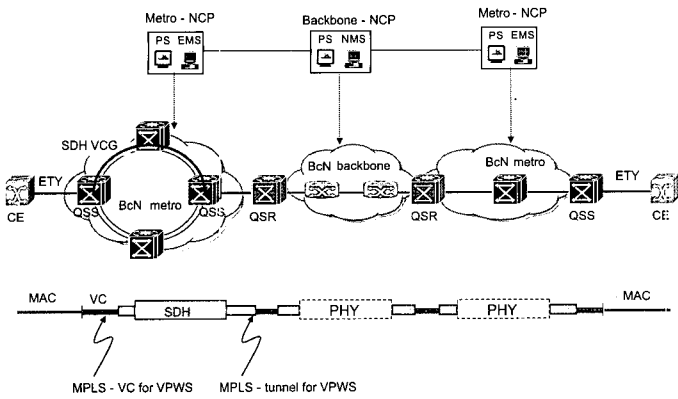 Metro - NCP
Backbone - NCP
Metro - NCP
PS EMS
PS NMS
PS EMS
SDH VCG
BcN backbone
BcN metro
ETY
ETY
BcN metro
CE
QSS
QSS
QSR
QSR
QSS
CE
MAC
VC
SDH
PHY
PHY
MAC
MPLS - VC for VPWS
MPLS - tunnel for VPWS